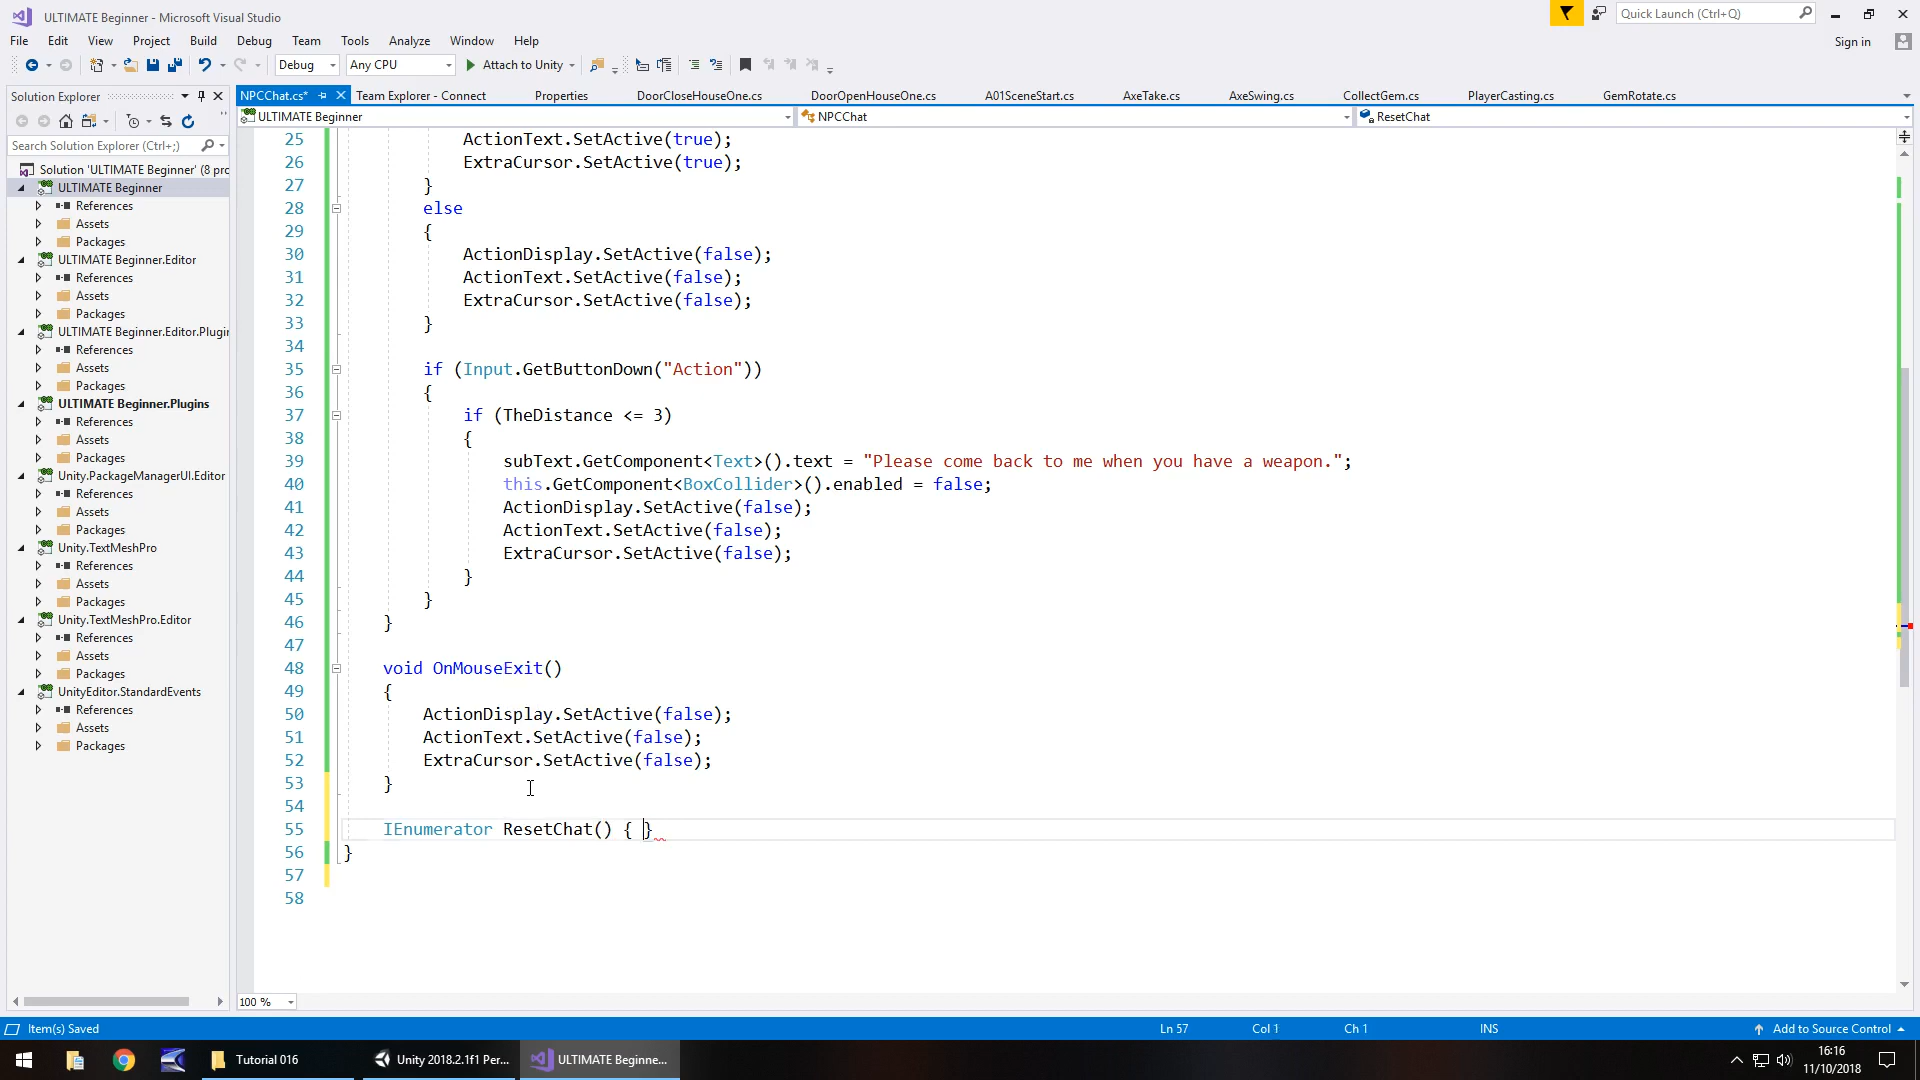 ULTIMATE Beginner - Microsoft Visual Studio
Quick Launch (Ctrl+Q)
File Edit View Project Build Debug Team Tools Analyze Window Help
Sign in
Debug Any CPU Attach to Unity
Solution Explorer
NPCChat.cs* Team Explorer - Connect Properties DoorCloseHouseOne.cs DoorOpenHouseOne.cs A01SceneStart.cs AxeTake.cs AxeSwing.cs CollectGem.cs PlayerCasting.cs GemRotate.cs
ULTIMATE Beginner NPCChat ResetChat
Search Solution Explorer (Ctrl+;)
Solution 'ULTIMATE Beginner' (8 pro
ULTIMATE Beginner
References
Assets
Packages
ULTIMATE Beginner.Editor
References
Assets
Packages
ULTIMATE Beginner.Editor.Plugin
References
Assets
Packages
ULTIMATE Beginner.Plugins
References
Assets
Packages
Unity.PackageManagerUI.Editor
References
Assets
Packages
Unity.TextMeshPro
References
Assets
Packages
Unity.TextMeshPro.Editor
References
Assets
Packages
UnityEditor.StandardEvents
References
Assets
Packages
25 ActionText.SetActive(true);
26 ExtraCursor.SetActive(true);
27 }
28 else
29 {
30 ActionDisplay.SetActive(false);
31 ActionText.SetActive(false);
32 ExtraCursor.SetActive(false);
33 }
34
35 if (Input.GetButtonDown("Action"))
36 {
37 if (TheDistance <= 3)
38 {
39 subText.GetComponent<Text>().text = "Please come back to me when you have a weapon.";
40 this.GetComponent<BoxCollider>().enabled = false;
41 ActionDisplay.SetActive(false);
42 ActionText.SetActive(false);
43 ExtraCursor.SetActive(false);
44 }
45 }
46 }
47
48 void OnMouseExit()
49 {
50 ActionDisplay.SetActive(false);
51 ActionText.SetActive(false);
52 ExtraCursor.SetActive(false);
53 }
54
55 IEnumerator ResetChat() { }
56 }
57
58
100 %
Item(s) Saved Ln 57 Col 1 Ch 1 INS Add to Source Control
Tutorial 016 Unity 2018.2.1f1 Per... ULTIMATE Beginne...
16:16
11/10/2018